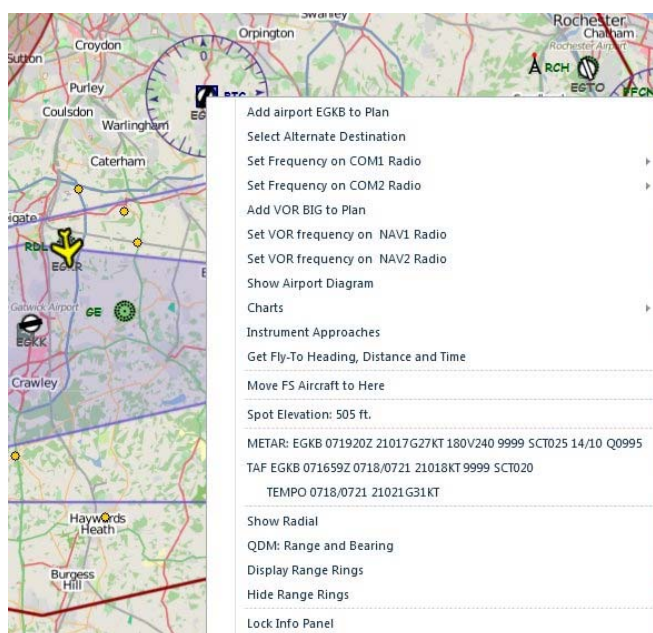 Swanley
Orpington
Croydon
Sutton
Rochester
Chatham
Rochester Airport
RCH
EGTO
Purley
Coulsdon
Warlingham
Caterham
RDL
EGKR
GE
Gatwick Airport
EGKK
Crawley
Haywards
Heath
Burgess
Hill
Add airport EGKB to Plan
Select Alternate Destination
Set Frequency on COM1 Radio
Set Frequency on COM2 Radio
Add VOR BIG to Plan
Set VOR frequency on NAV1 Radio
Set VOR frequency on NAV2 Radio
Show Airport Diagram
Charts
Instrument Approaches
Get Fly-To Heading, Distance and Time
Move FS Aircraft to Here
Spot Elevation: 505 ft.
METAR: EGKB 071920Z 21017G27KT 180V240 9999 SCT025 14/10 Q0995
TAF EGKB 071659Z 0718/0721 21018KT 9999 SCT020
TEMPO 0718/0721 21021G31KT
Show Radial
QDM: Range and Bearing
Display Range Rings
Hide Range Rings
Lock Info Panel